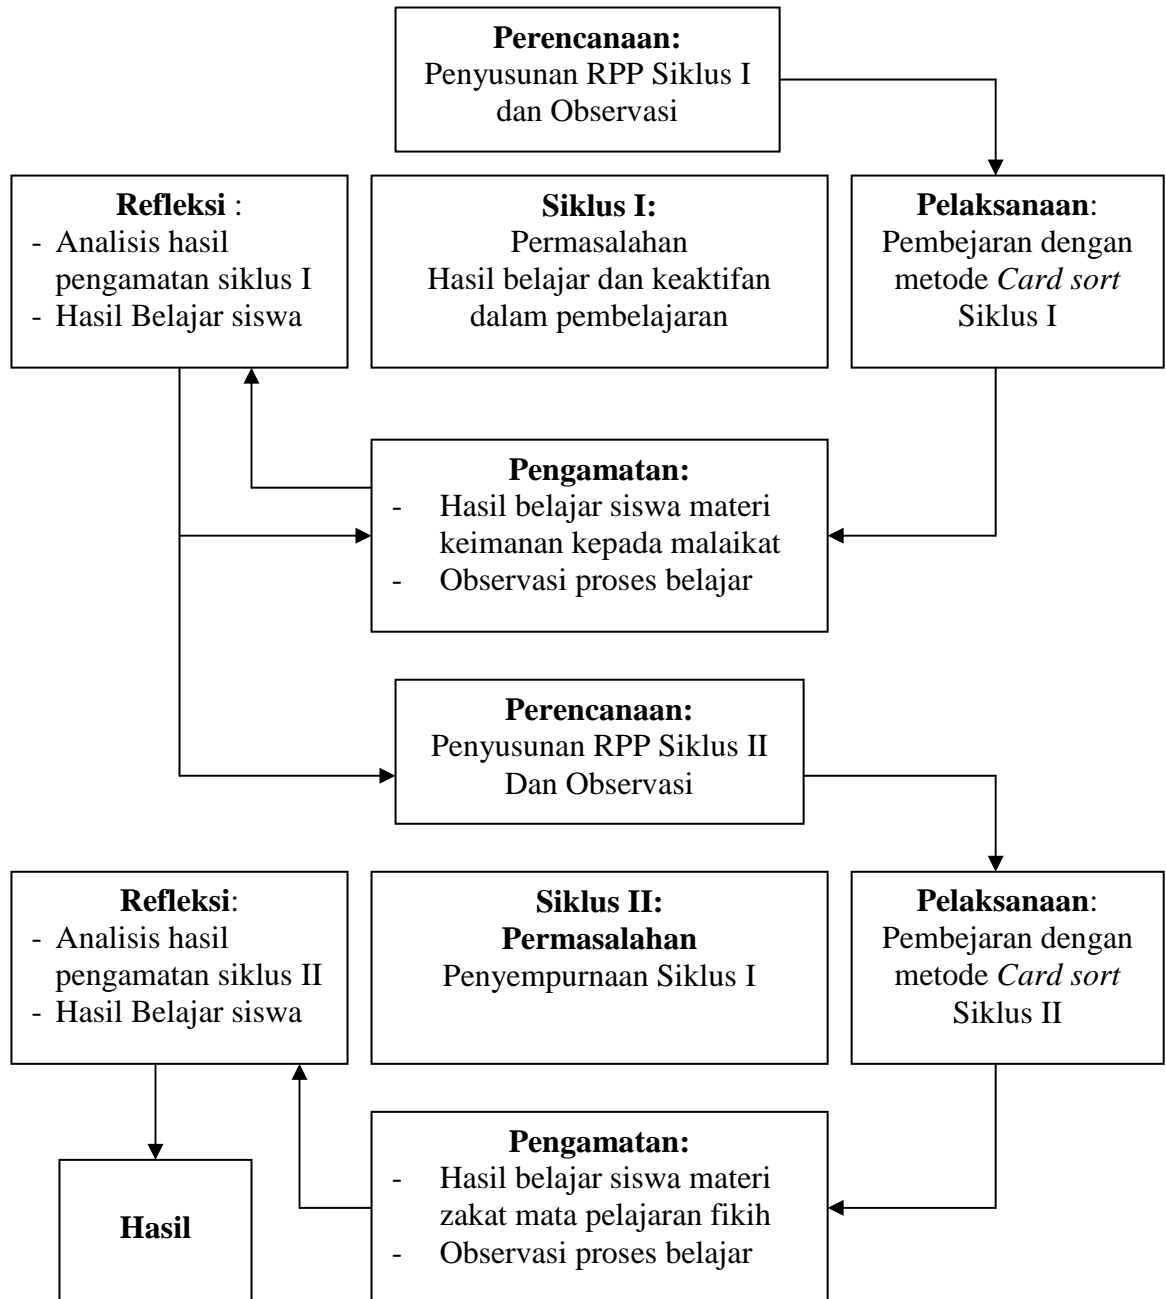 Perencanaan:
Penyusunan RPP Siklus I
dan Observasi
Refleksi :
- Analisis hasil
pengamatan siklus I
- Hasil Belajar siswa
Siklus I:
Permasalahan
Hasil belajar dan keaktifan
dalam pembelajaran
Pelaksanaan:
Pembejaran dengan
metode Card sort
Siklus I
Pengamatan:
- Hasil belajar siswa materi
keimanan kepada malaikat
- Observasi proses belajar
Perencanaan:
Penyusunan RPP Siklus II
Dan Observasi
Refleksi:
- Analisis hasil
pengamatan siklus II
- Hasil Belajar siswa
Siklus II:
Permasalahan
Penyempurnaan Siklus I
Pelaksanaan:
Pembejaran dengan
metode Card sort
Siklus II
Pengamatan:
- Hasil belajar siswa materi
zakat mata pelajaran fikih
- Observasi proses belajar
Hasil